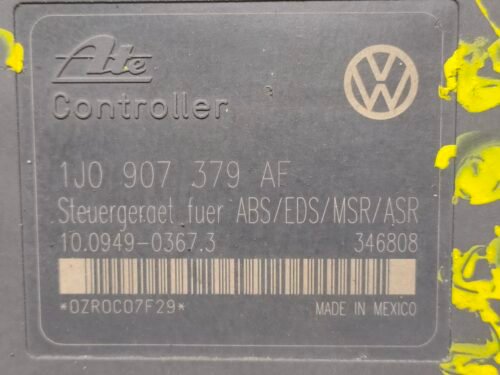 Ate
Controller
1J0 907 379 AF
Steuergeraet fuer ABS/EDS/MSR/ASR
10.0949-0367.3 346808
*0ZR0C07F29* MADE IN MEXICO